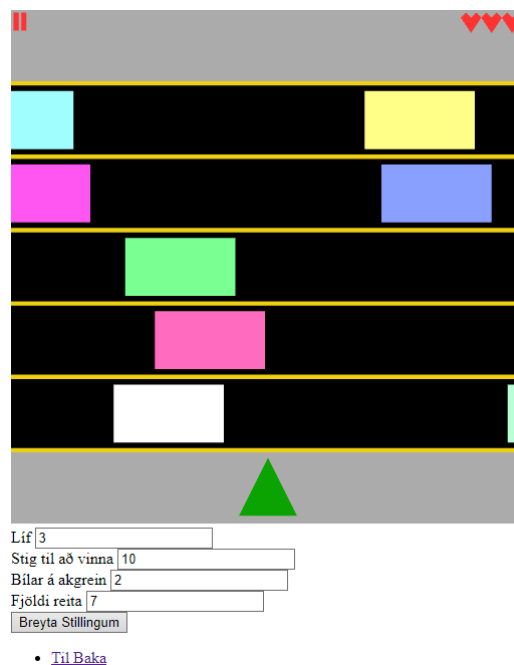 Líf 3
Stig til að vinna 10
Bílar á akgrein 2
Fjöldi reita 7
Breyta Stillingum
Til Baka